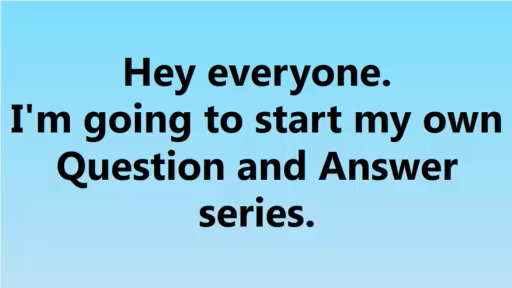 Hey everyone.
I'm going to start my own
Question and Answer
series.